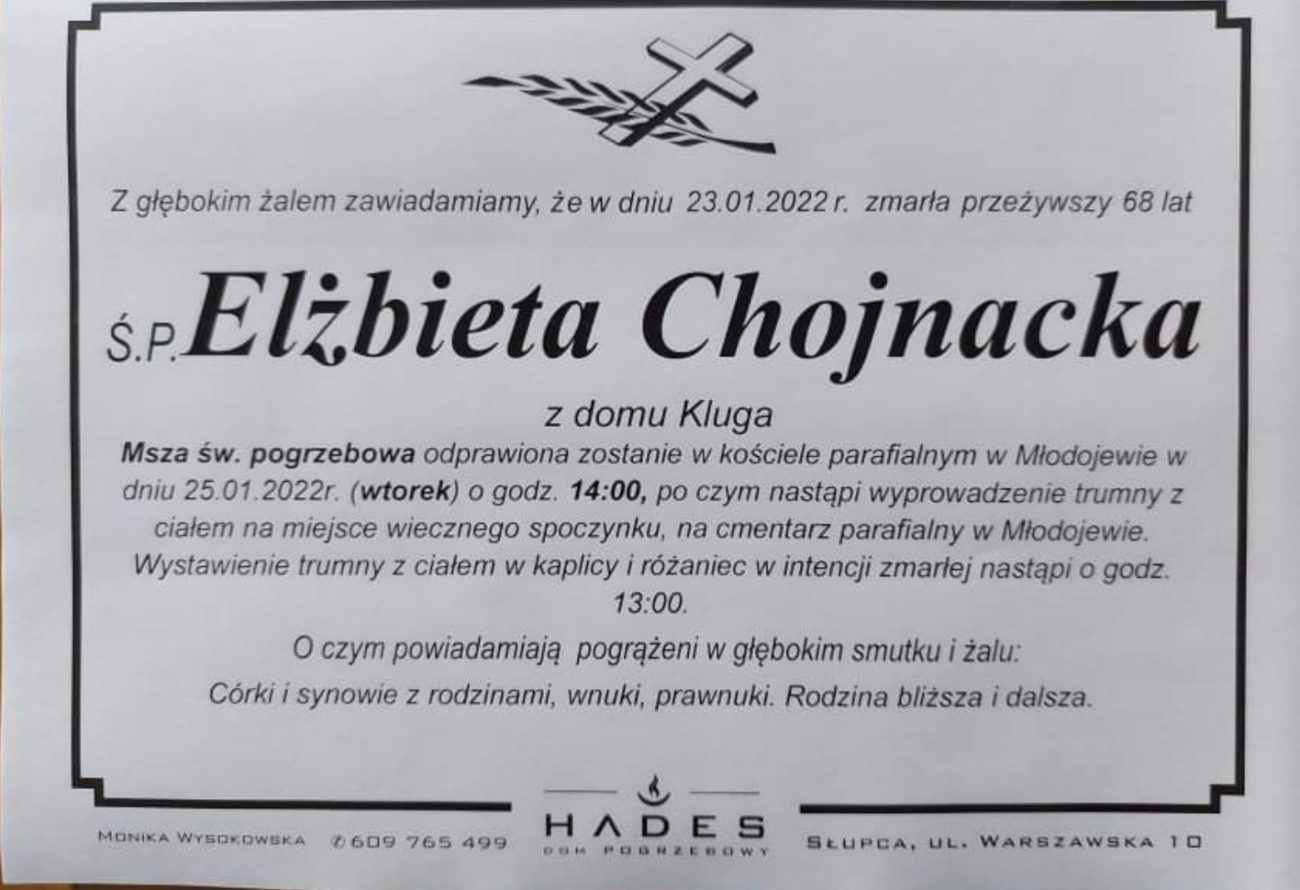 Z głębokim żalem zawiadamiamy, że w dniu 23.01.2022 r. zmarła przeżywszy 68 lat
Ś.P. Elżbieta Chojnacka
z domu Kluga
Msza św. pogrzebowa odprawiona zostanie w kościele parafialnym w Młodojewie w
dniu 25.01.2022r. (wtorek) o godz. 14:00, po czym nastąpi wyprowadzenie trumny z
ciałem na miejsce wiecznego spoczynku, na cmentarz parafialny w Młodojewie.
Wystawienie trumny z ciałem w kaplicy i różaniec w intencji zmarłej nastąpi o godz.
13:00.
O czym powiadamiają pogrążeni w głębokim smutku i żalu:
Córki i synowie z rodzinami, wnuki, prawnuki. Rodzina bliższa i dalsza.
HADES
DOM POGRZEBOWY
MONIKA WYSOKOWSKA ✆609 765 499
SŁUPCA, UL. WARSZAWSKA 10